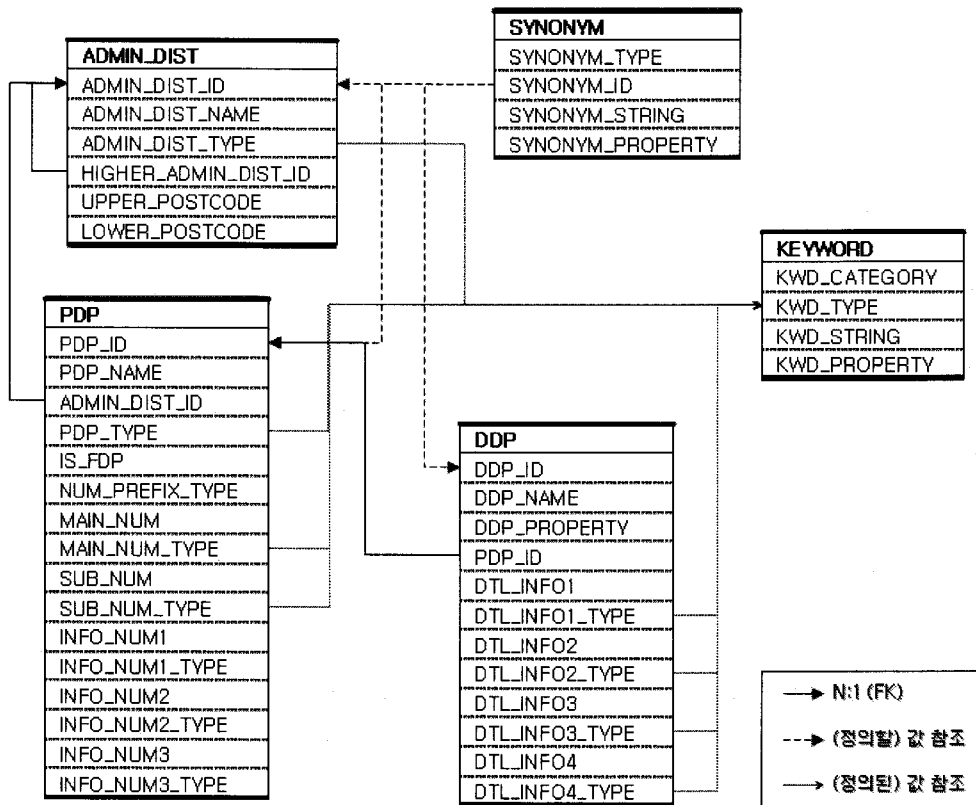 SYNONYM
SYNONYM_TYPE
SYNONYM_ID
SYNONYM_STRING
SYNONYM_PROPERTY
ADMIN_DIST
ADMIN_DIST_ID
ADMIN_DIST_NAME
ADMIN_DIST_TYPE
HIGHER_ADMIN_DIST_ID
UPPER_POSTCODE
LOWER_POSTCODE
KEYWORD
KWD_CATEGORY
KWD_TYPE
KWD_STRING
KWD_PROPERTY
PDP
PDP_ID
PDP_NAME
ADMIN_DIST_ID
PDP_TYPE
IS_FDP
NUM_PREFIX_TYPE
MAIN_NUM
MAIN_NUM_TYPE
SUB_NUM
SUB_NUM_TYPE
INFO_NUM1
INFO_NUM1_TYPE
INFO_NUM2
INFO_NUM2_TYPE
INFO_NUM3
INFO_NUM3_TYPE
DDP
DDP_ID
DDP_NAME
DDP_PROPERTY
PDP_ID
DTL_INFO1
DTL_INFO1_TYPE
DTL_INFO2
DTL_INFO2_TYPE
DTL_INFO3
DTL_INFO3_TYPE
DTL_INFO4
DTL_INFO4_TYPE
N:1 (FK)
(정의할) 값 참조
(정의된) 값 참조